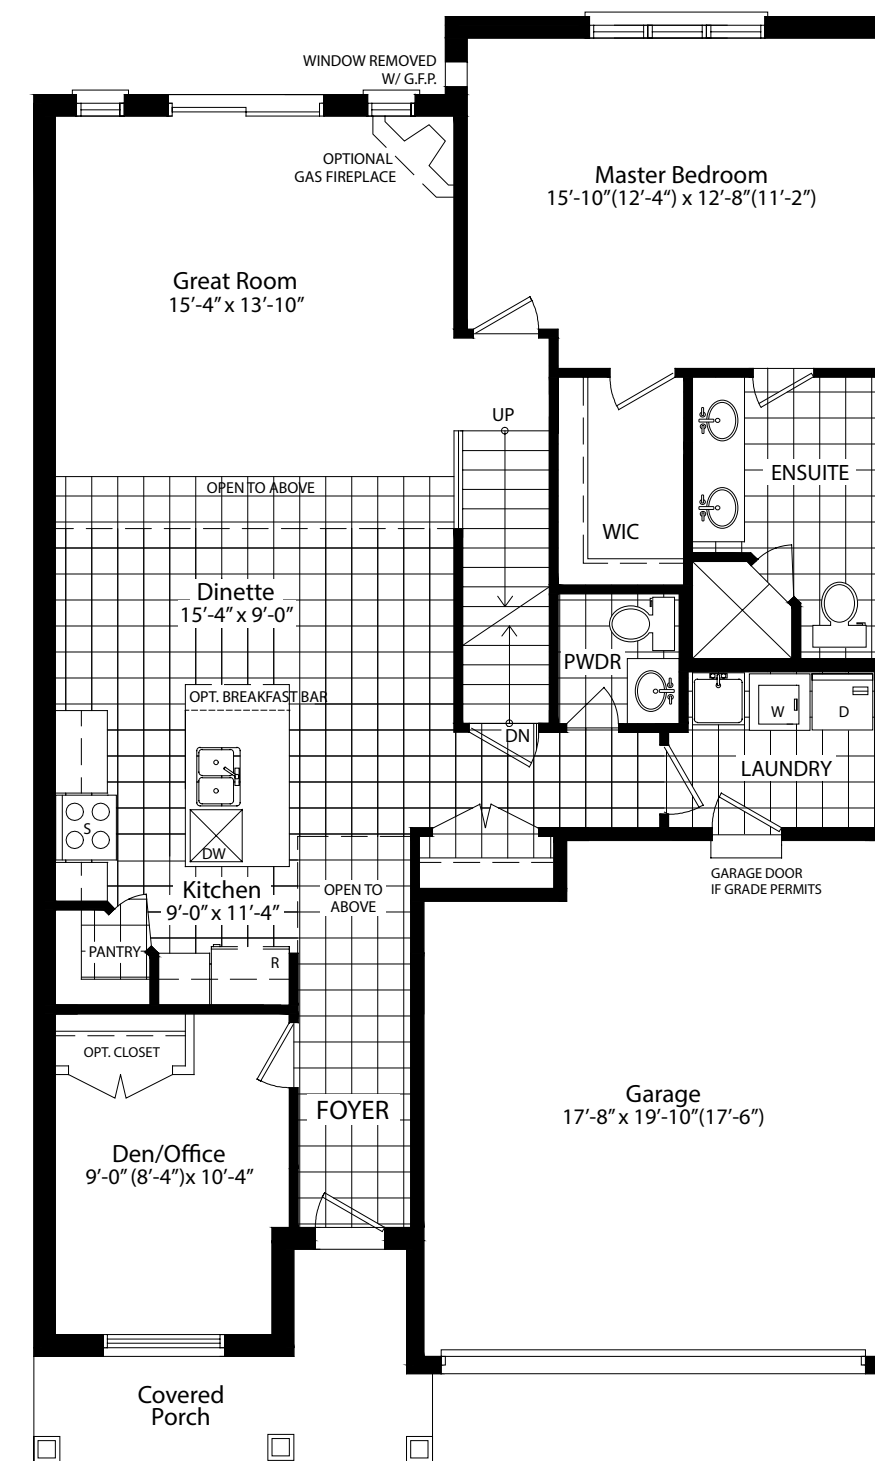 WINDOW REMOVED
W/ G.F.P.
OPTIONAL
GAS FIREPLACE
Master Bedroom
15’-10”(12’-4“) x 12’-8”(11’-2”)
Great Room
15’-4” x 13’-10”
UP
OPEN TO ABOVE
ENSUITE
WIC
Dinette
15’-4” x 9’-0”
PWDR
OPT. BREAKFAST BAR
W
D
DN
LAUNDRY
S
DW
Kitchen
9’-0” x 11’-4”
OPEN TO
ABOVE
GARAGE DOOR
IF GRADE PERMITS
PANTRY
R
OPT. CLOSET
FOYER
Garage
17’-8” x 19’-10”(17’-6”)
Den/Office
9’-0” (8’-4”)x 10’-4”
Covered
Porch